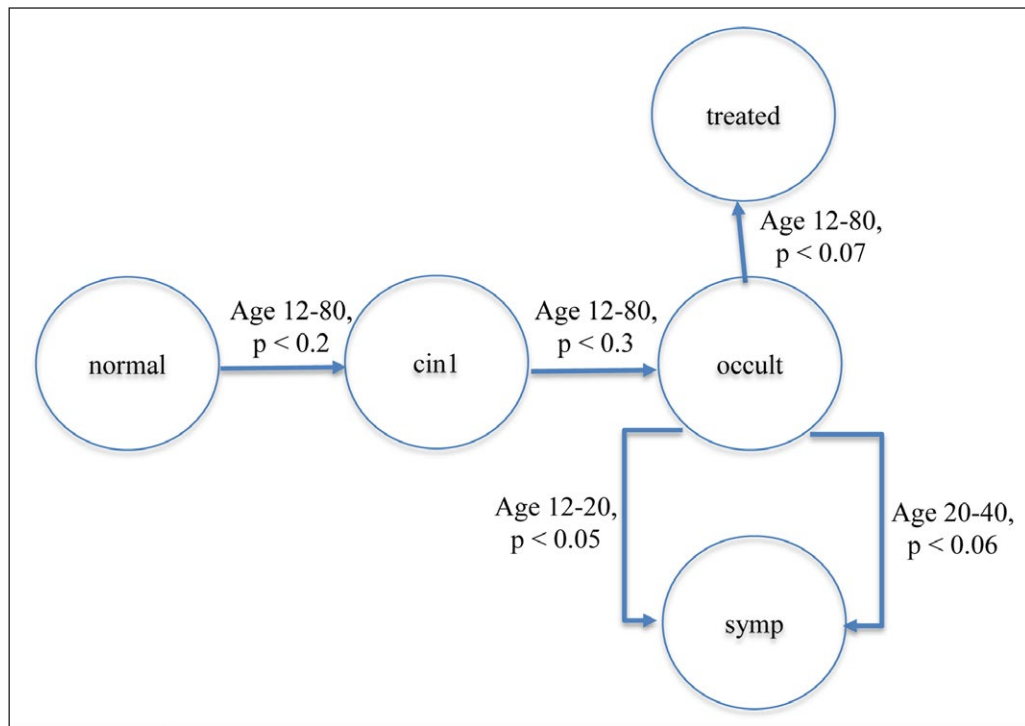 treated
Age 12-80,
p < 0.07
normal
Age 12-80,
p < 0.2
cin1
Age 12-80,
p < 0.3
occult
Age 12-20,
p < 0.05
Age 20-40,
p < 0.06
symp